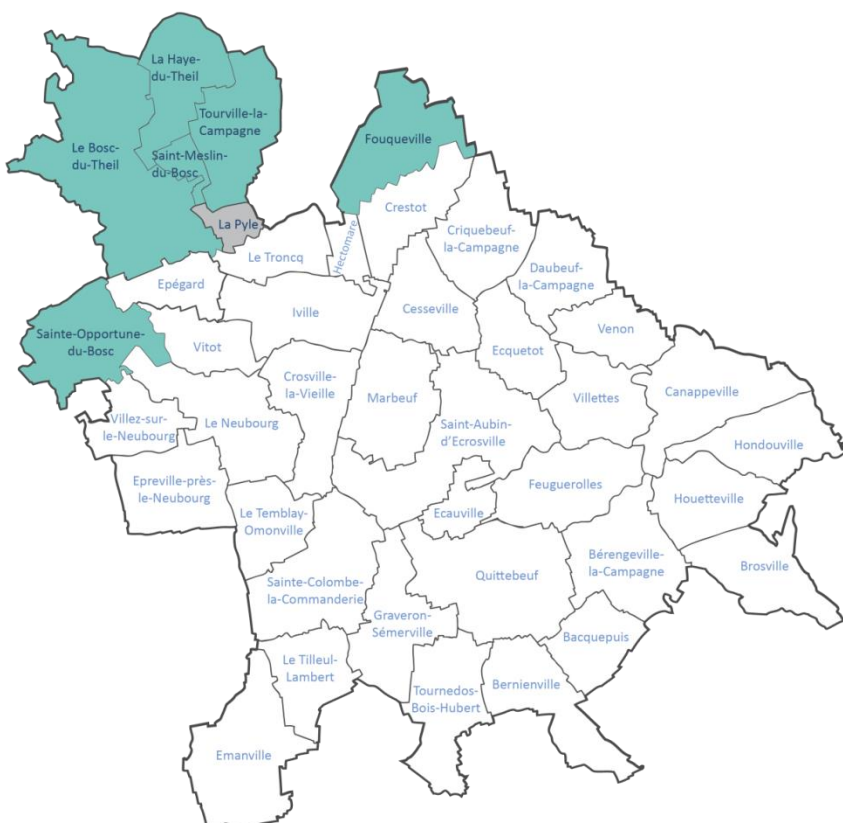 La Haye-
du-Theil
Tourville-la-
Campagne
Le Bosc-
du-Theil
Saint-Meslin-
du-Bosc
Fouqueville
La Pyle
Crestot
Hectomare
Criquebeuf-
la-Campagne
Le Troncq
Daubeuf-
la-Campagne
Epégard
Iville
Cesseville
Sainte-Opportune-
du-Bosc
Vitot
Ecquetot
Venon
Crosville-
la-Vieille
Marbeuf
Villettes
Canappeville
Villez-sur-
le-Neubourg
Le Neubourg
Saint-Aubin-
d'Ecrosville
Hondouville
Epreville-près-
le-Neubourg
Feuguerolles
Houetteville
Le Temblay-
Omonville
Ecauville
Bérengeville-
la-Campagne
Brosville
Sainte-Colombe-
la-Commanderie
Quittebeuf
Graveron-
Sémerville
Bacquepuis
Le Tilleul-
Lambert
Tournedos-
Bois-Hubert
Bernienville
Emanville